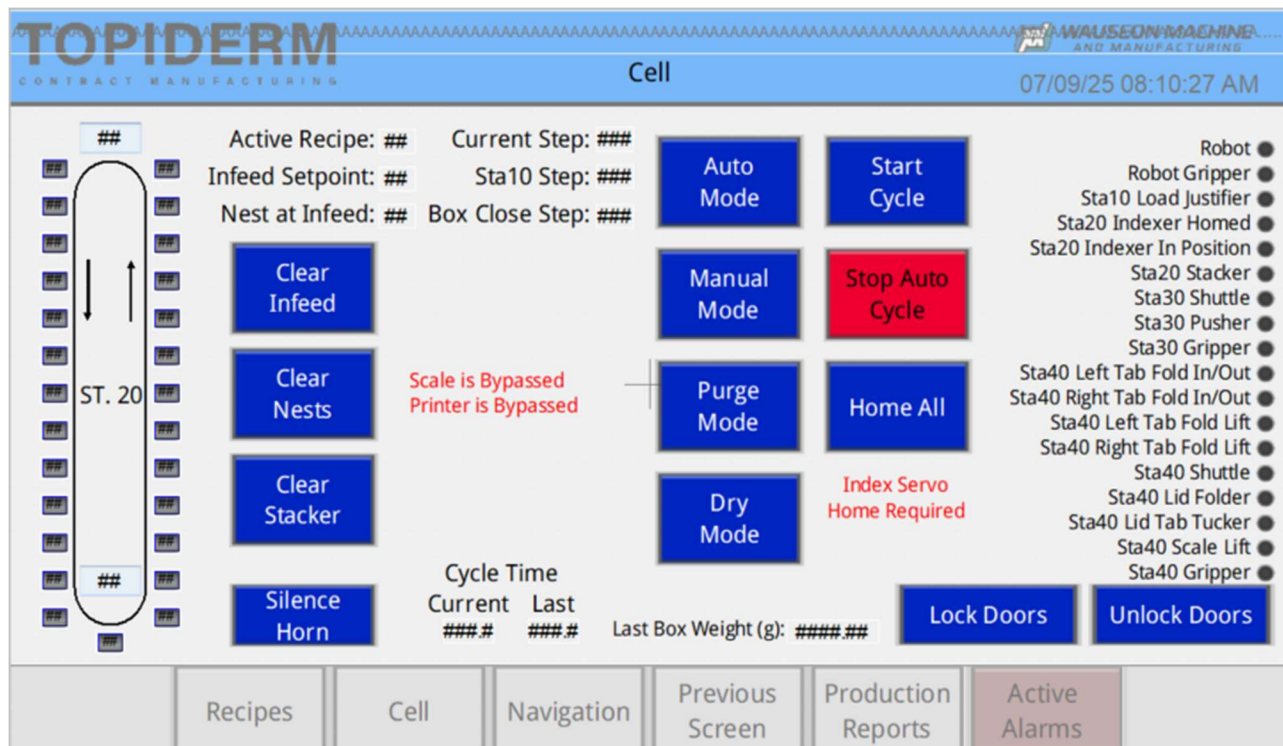 TOPIDERM
CONTRACT MANUFACTURING
WAUSEON MACHINE
AND MANUFACTURING
Cell
07/09/25 08:10:27 AM
##
Active Recipe: ##
Current Step: ###
Infeed Setpoint: ##
Sta10 Step: ###
Nest at Infeed: ##
Box Close Step: ###
## ##
## ##
## ##
## ##
## ##
## ##
## ST. 20 ##
## ##
## ##
## ##
## ##
## ## ##
## ##
##
Clear
Infeed
Clear
Nests
Clear
Stacker
Silence
Horn
Scale is Bypassed
Printer is Bypassed
Cycle Time
Current Last
###.# ###.#
Last Box Weight (g): ####.##
Auto
Mode
Manual
Mode
Purge
Mode
Dry
Mode
Start
Cycle
Stop Auto
Cycle
Home All
Index Servo
Home Required
Robot
Robot Gripper
Sta10 Load Justifier
Sta20 Indexer Homed
Sta20 Indexer In Position
Sta20 Stacker
Sta30 Shuttle
Sta30 Pusher
Sta30 Gripper
Sta40 Left Tab Fold In/Out
Sta40 Right Tab Fold In/Out
Sta40 Left Tab Fold Lift
Sta40 Right Tab Fold Lift
Sta40 Shuttle
Sta40 Lid Folder
Sta40 Lid Tab Tucker
Sta40 Scale Lift
Sta40 Gripper
Lock Doors
Unlock Doors
Recipes
Cell
Navigation
Previous
Screen
Production
Reports
Active
Alarms